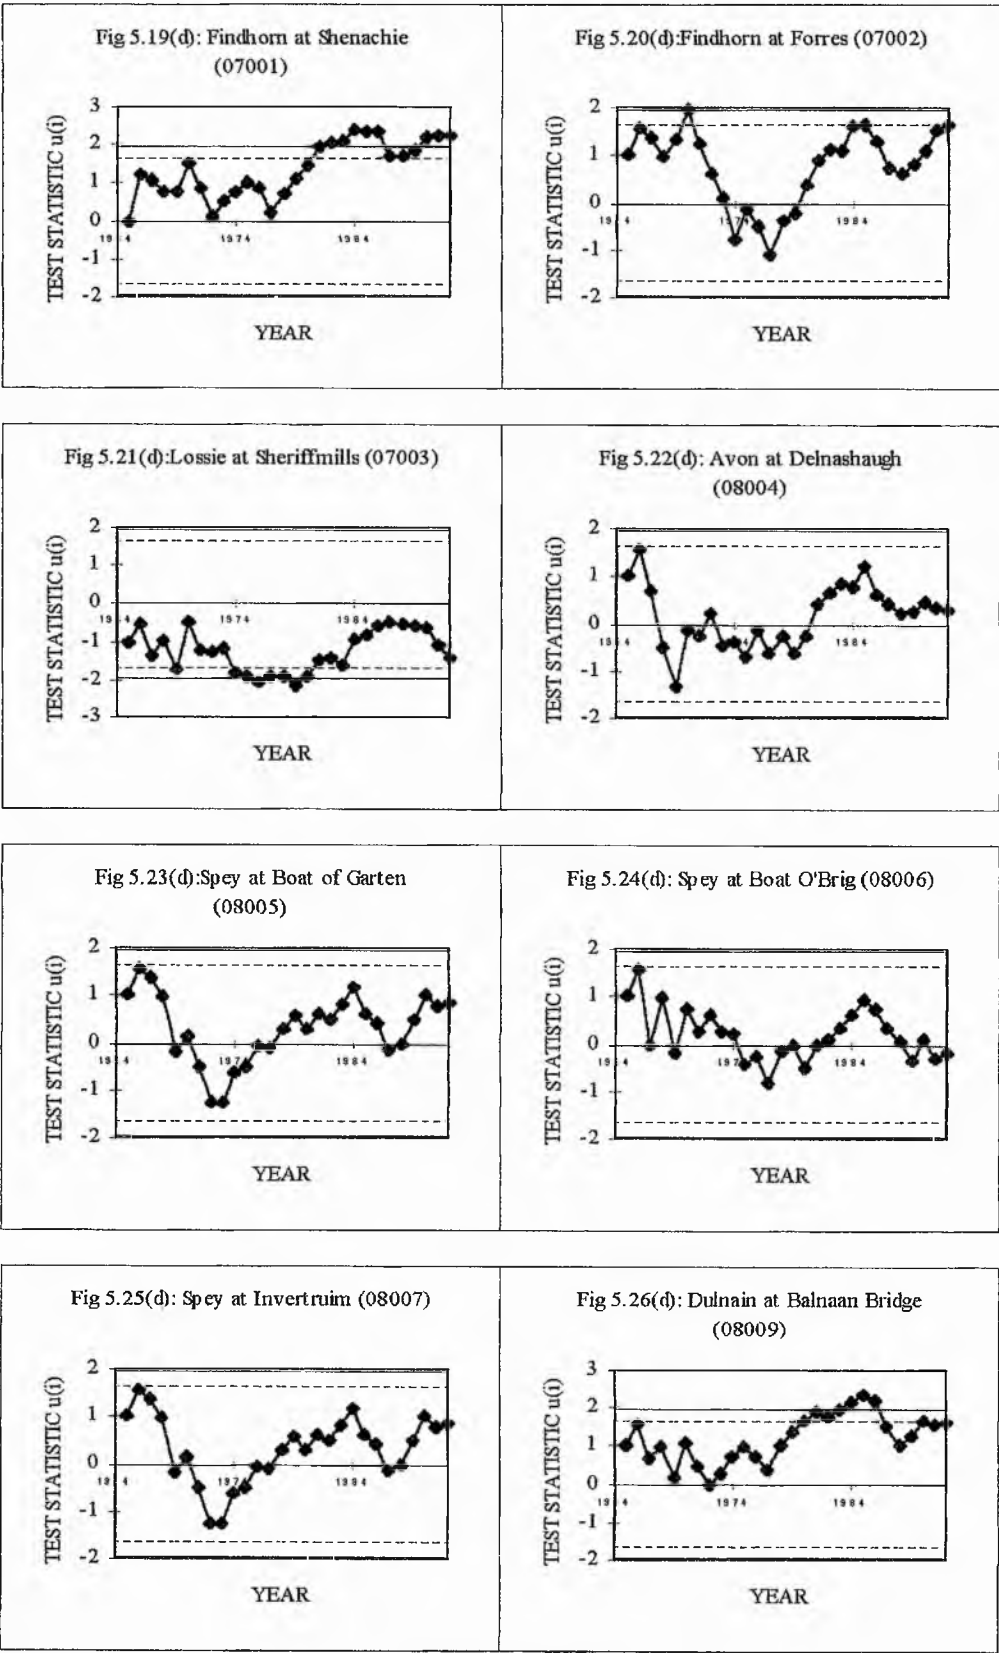 Fig 5.19(d): Findhorn at Shenachie
(07001)
TEST STATISTIC u(i)
3
2
1
0
-1
-2
1974
1984
YEAR
Fig 5.20(d):Findhorn at Forres (07002)
TEST STATISTIC u(i)
2
1
0
-1
-2
1974
1984
YEAR
Fig 5.21(d):Lossie at Sheriffmills (07003)
TEST STATISTIC u(i)
2
1
0
-1
-2
-3
1974
1984
YEAR
Fig 5.22(d): Avon at Delnashaugh
(08004)
TEST STATISTIC u(i)
2
1
0
-1
-2
1984
YEAR
Fig 5.23(d):Spey at Boat of Garten
(08005)
TEST STATISTIC u(i)
2
1
0
-1
-2
1984
YEAR
Fig 5.24(d): Spey at Boat O'Brig (08006)
TEST STATISTIC u(i)
2
1
0
-1
-2
1974
1984
YEAR
Fig 5.25(d): Spey at Invertruim (08007)
TEST STATISTIC u(i)
2
1
0
-1
-2
1984
YEAR
Fig 5.26(d): Dulnain at Balnaan Bridge
(08009)
TEST STATISTIC u(i)
3
2
1
0
-1
-2
1974
1984
YEAR